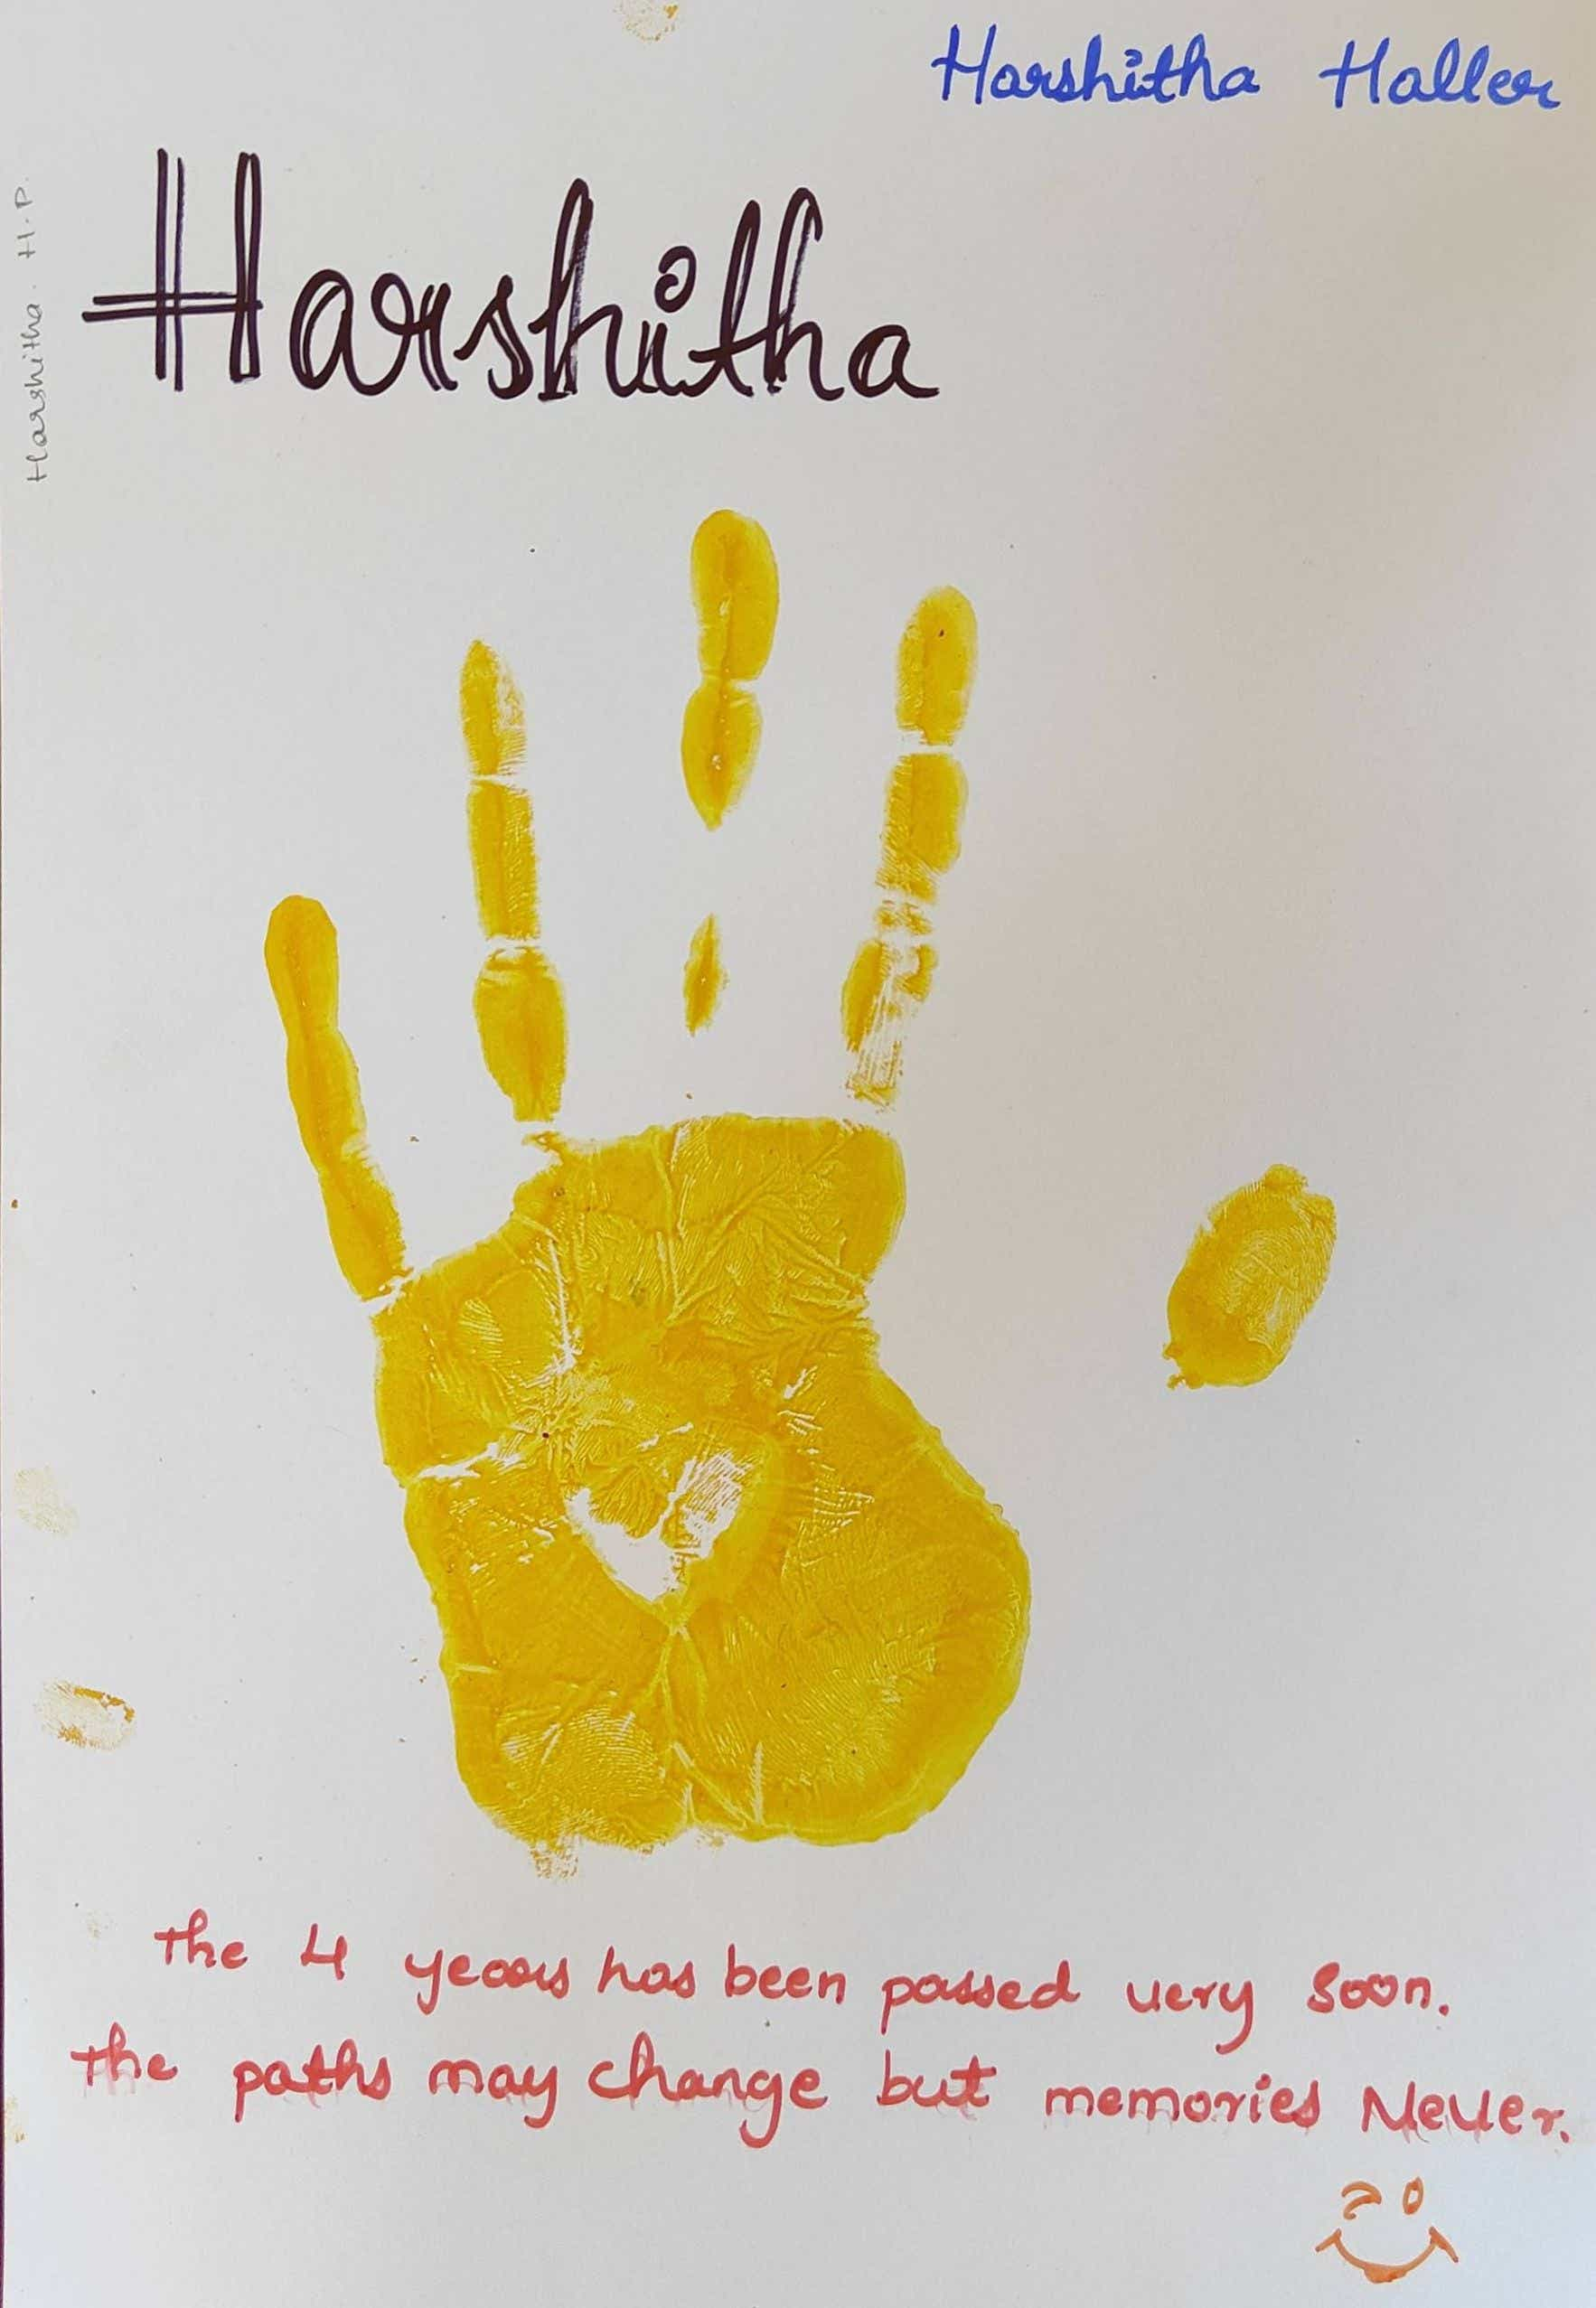 Harshitha Haller
Harshitha. H.P.
Harshitha
The 4 years has been passed very soon.
The paths may change but memories Never.